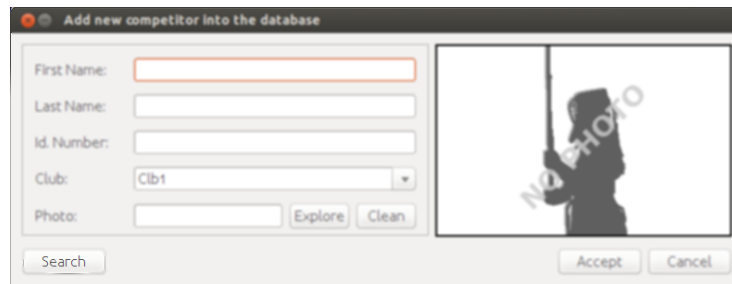 Add new competitor into the database
First Name:
Last Name:
Id. Number:
Club: Clb1
Photo: Explore Clean
NO PHOTO
Search Accept Cancel